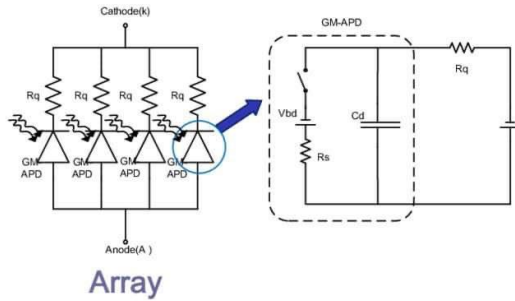 Cathode(k)
Rq Rq Rq Rq
GM APD
GM APD
GM APD
GM APD
Anode(A )
Array
GM-APD
Rq
Vbd
Cd
Rs